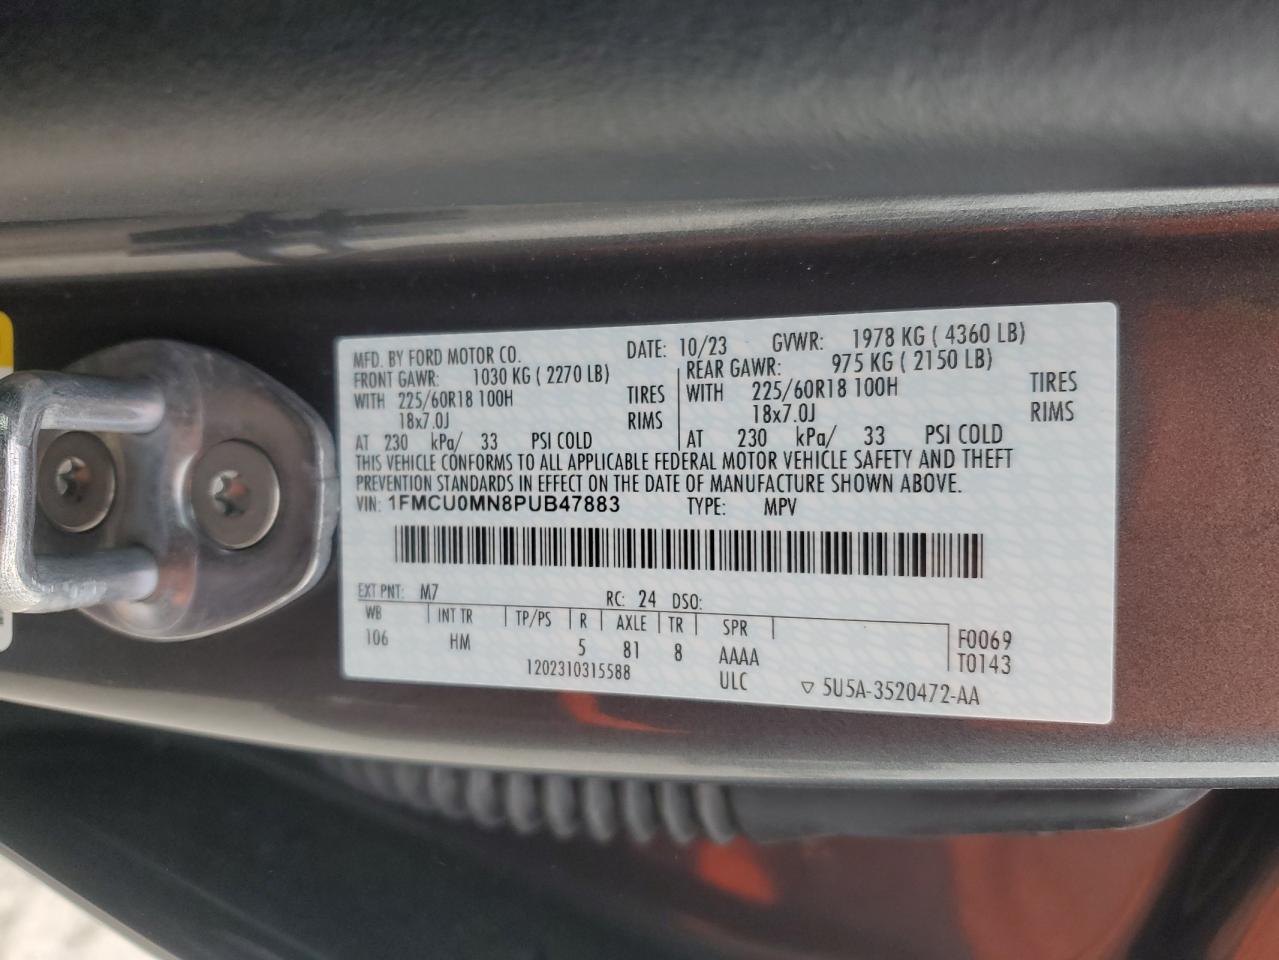 MFD. BY FORD MOTOR CO. DATE: 10/23 GVWR: 1978 KG ( 4360 LB)
FRONT GAWR: 1030 KG ( 2270 LB) REAR GAWR: 975 KG ( 2150 LB)
WITH 225/60R18 100H TIRES WITH 225/60R18 100H TIRES
18x7.0J RIMS 18x7.0J RIMS
AT 230 kPa/ 33 PSI COLD AT 230 kPa/ 33 PSI COLD
THIS VEHICLE CONFORMS TO ALL APPLICABLE FEDERAL MOTOR VEHICLE SAFETY AND THEFT
PREVENTION STANDARDS IN EFFECT ON THE DATE OF MANUFACTURE SHOWN ABOVE.
VIN: 1FMCU0MN8PUB47883 TYPE: MPV
EXT PNT: M7 RC: 24 DSO:
WB INT TR TP/PS R AXLE TR SPR
106 HM 5 81 8 AAAA F0069
1202310315588 ULC T0143
▽ 5U5A-3520472-AA